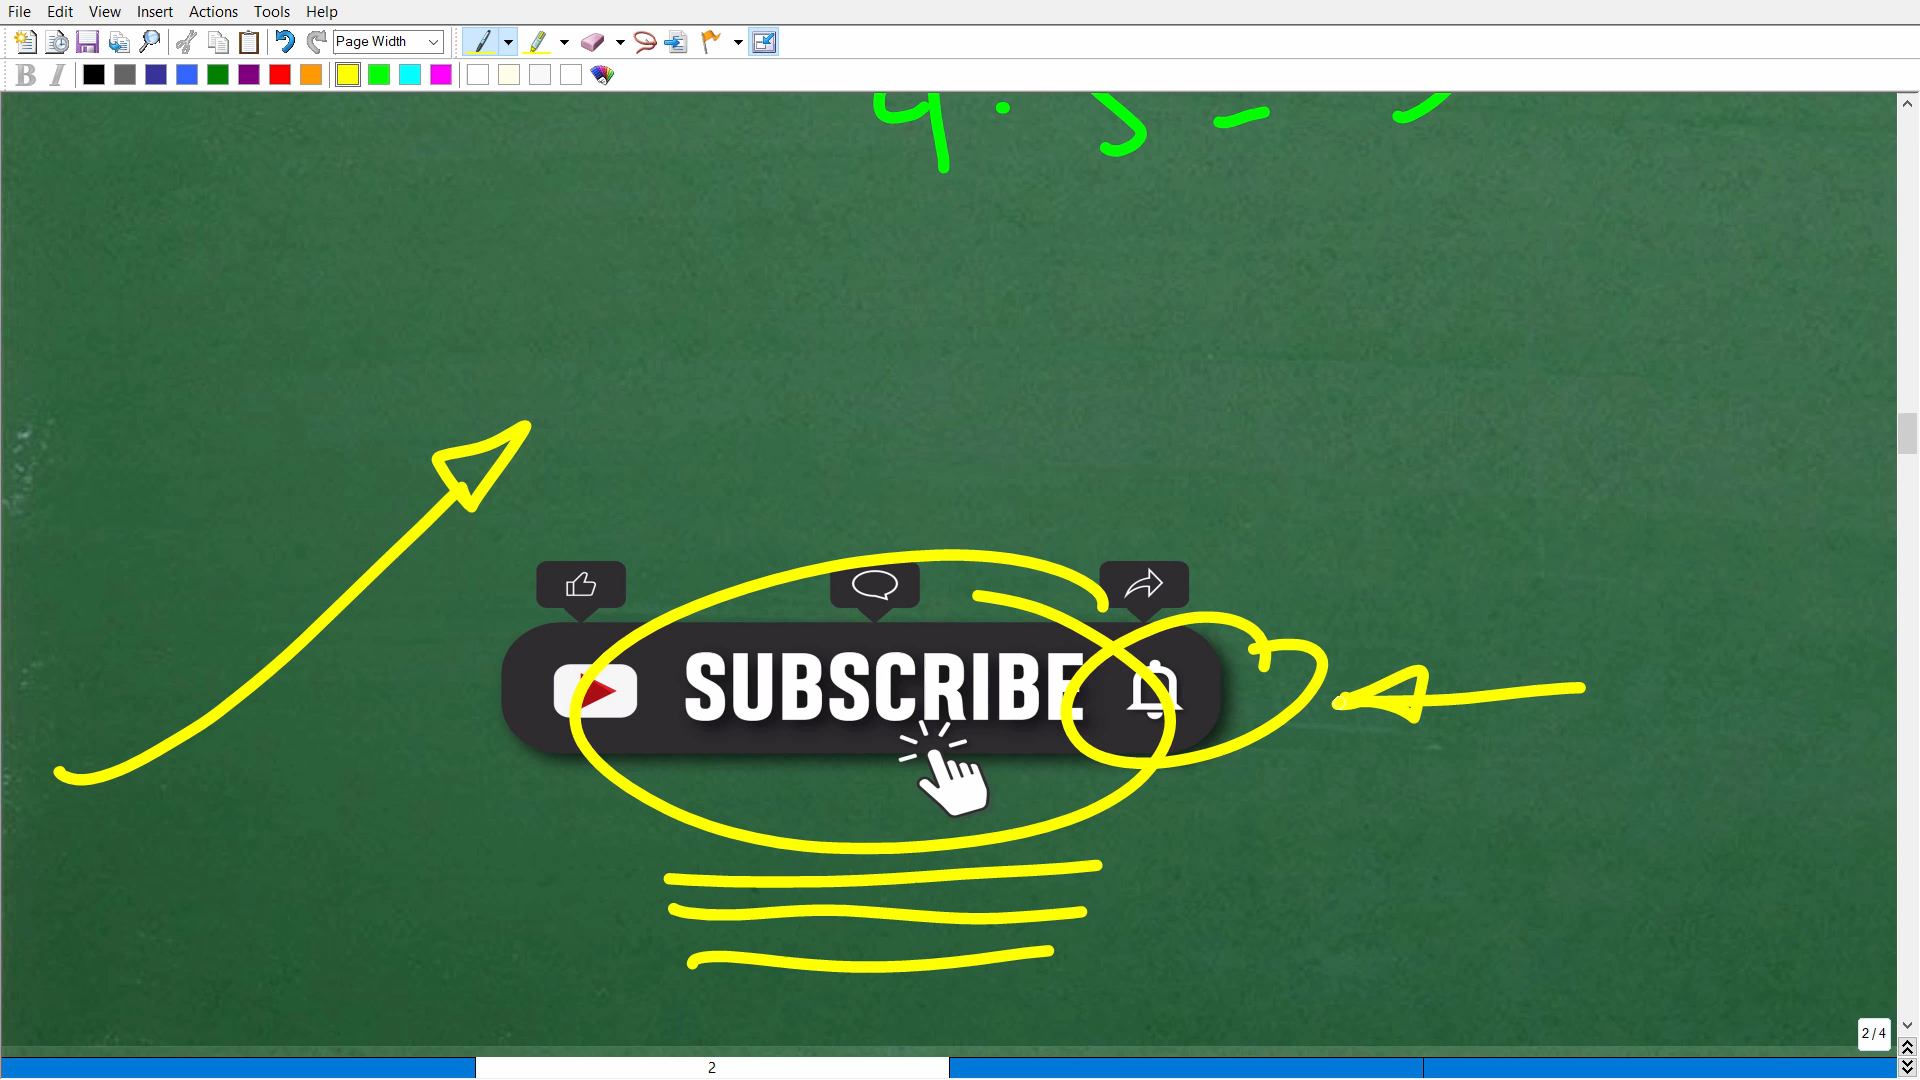 File Edit View Insert Actions Tools Help
Page Width
B I
SUBSCRIBE
2 / 4
2